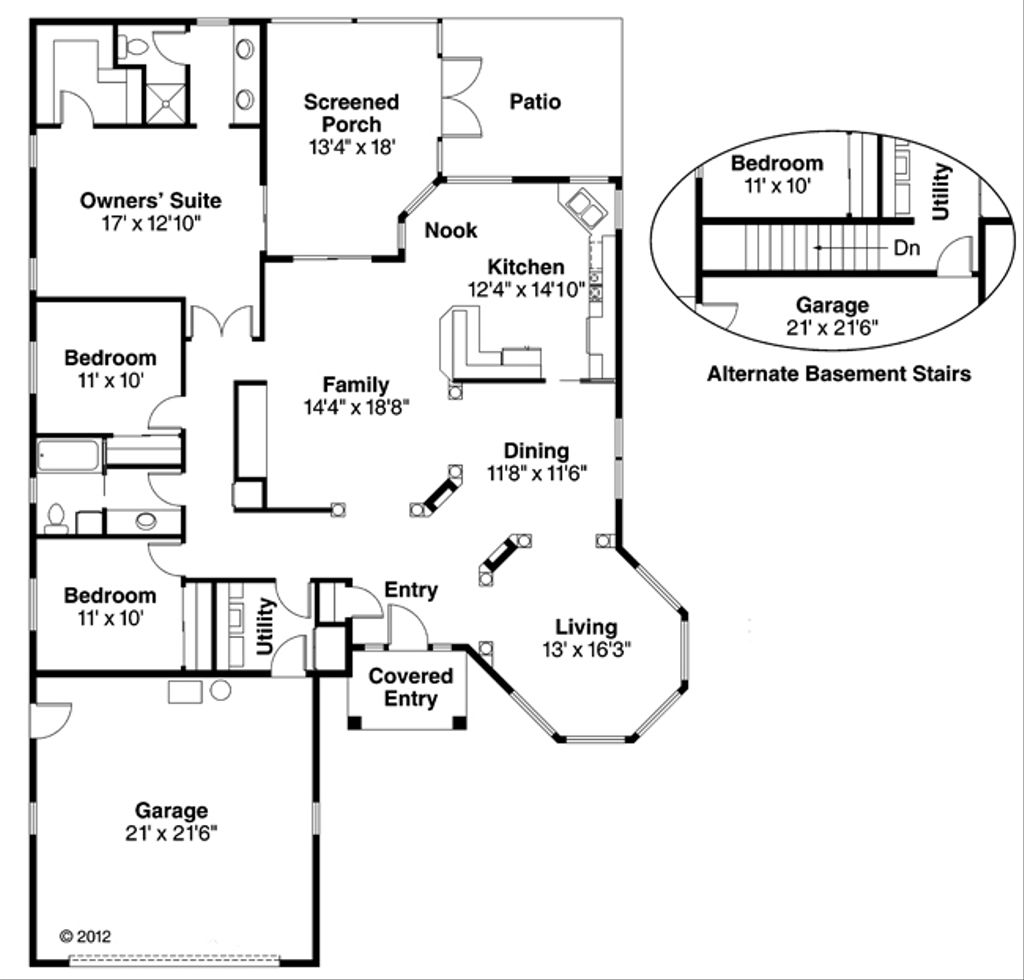 Screened
Porch
13'4" x 18'
Patio
Owners' Suite
17' x 12'10"
Nook
Kitchen
12'4" x 14'10"
Bedroom
11' x 10'
Family
14'4" x 18'8"
Dining
11'8" x 11'6"
Bedroom
11' x 10'
Utility
Entry
Living
13' x 16'3"
Covered
Entry
Garage
21' x 21'6"
© 2012
Bedroom
11' x 10'
Utility
Dn
Garage
21' x 21'6"
Alternate Basement Stairs